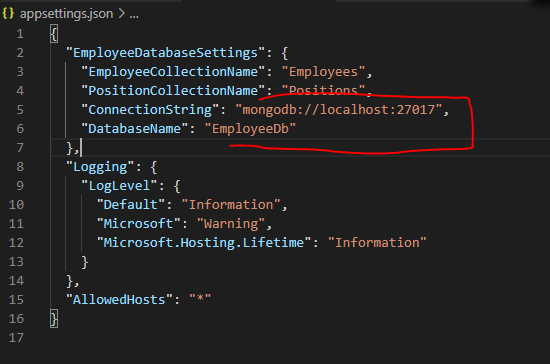 {} appsettings.json > ...
1 {
2 "EmployeeDatabaseSettings": {
3 "EmployeeCollectionName": "Employees",
4 "PositionCollectionName": "Positions",
5 "ConnectionString": "mongodb://localhost:27017",
6 "DatabaseName": "EmployeeDb"
7 },
8 "Logging": {
9 "LogLevel": {
10 "Default": "Information",
11 "Microsoft": "Warning",
12 "Microsoft.Hosting.Lifetime": "Information"
13 }
14 },
15 "AllowedHosts": "*"
16 }
17